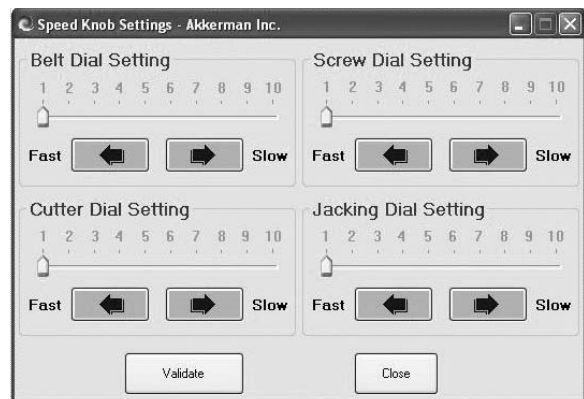 Speed Knob Settings - Akkerman Inc.
Belt Dial Setting
1 2 3 4 5 6 7 8 9 10
Fast Slow
Screw Dial Setting
1 2 3 4 5 6 7 8 9 10
Fast Slow
Cutter Dial Setting
1 2 3 4 5 6 7 8 9 10
Fast Slow
Jacking Dial Setting
1 2 3 4 5 6 7 8 9 10
Fast Slow
Validate
Close